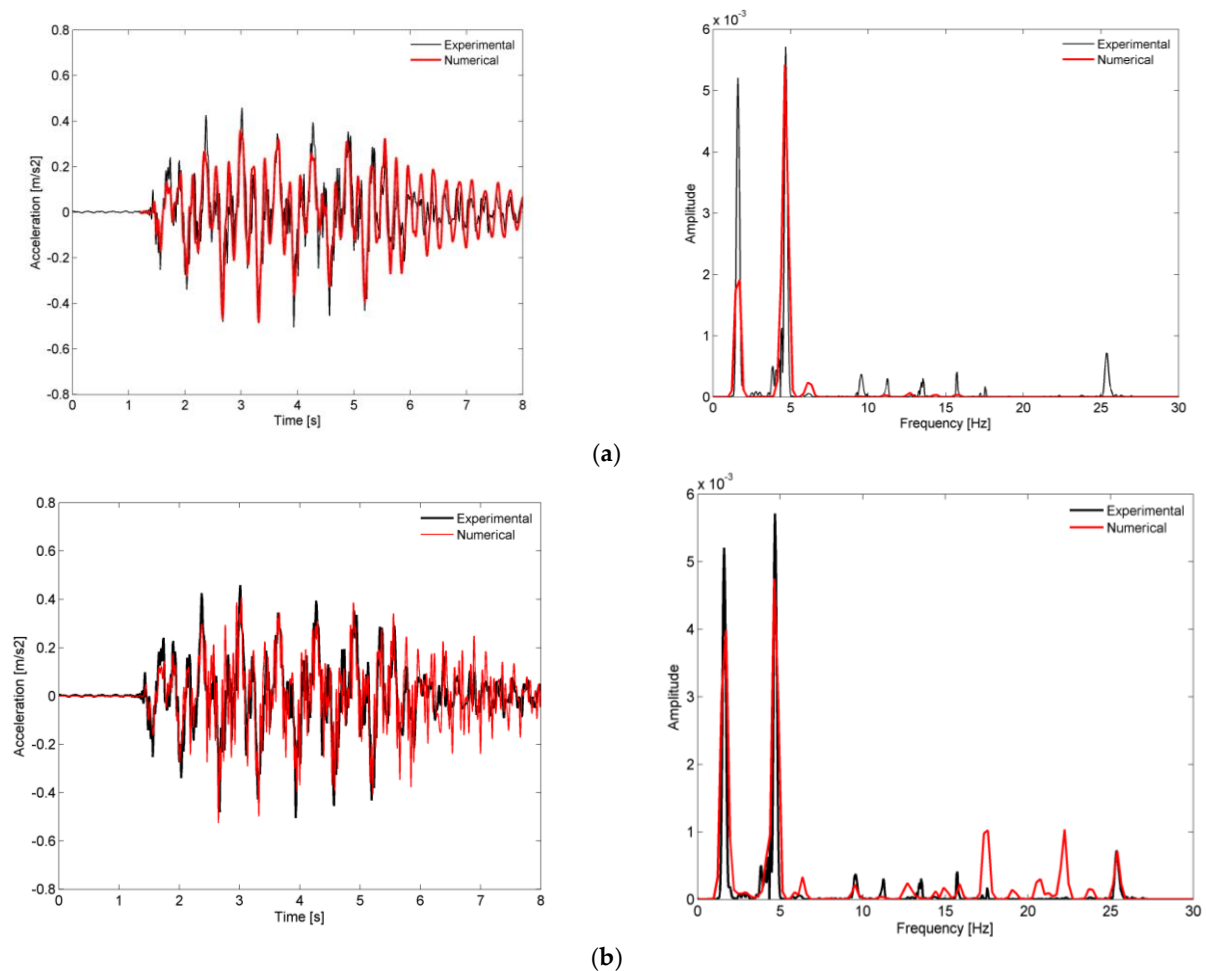 0.8
0.6
0.4
0.2
0
-0.2
-0.4
-0.6
-0.8
Acceleration [m/s2]
0 1 2 3 4 5 6 7 8
Time [s]
Experimental
Numerical
6 x 10⁻³
5
4
3
2
1
0
Amplitude
0 5 10 15 20 25 30
Frequency [Hz]
Experimental
Numerical
(a)
0.8
0.6
0.4
0.2
0
-0.2
-0.4
-0.6
-0.8
Acceleration [m/s2]
0 1 2 3 4 5 6 7 8
Time [s]
Experimental
Numerical
6 x 10⁻³
5
4
3
2
1
0
Amplitude
0 5 10 15 20 25 30
Frequency [Hz]
Experimental
Numerical
(b)